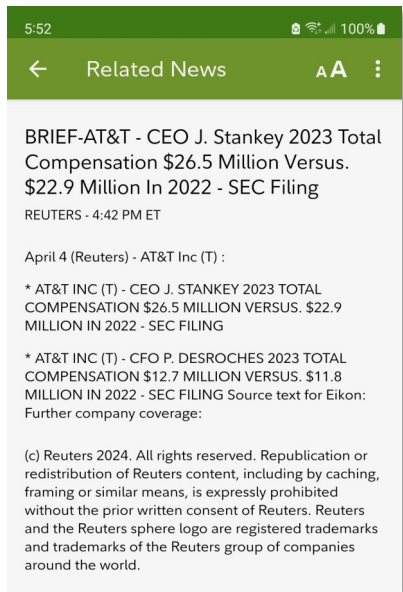 5:52
100%
Related News
AA
BRIEF-AT&T - CEO J. Stankey 2023 Total
Compensation $26.5 Million Versus.
$22.9 Million In 2022 - SEC Filing
REUTERS - 4:42 PM ET
April 4 (Reuters) - AT&T Inc (T) :
* AT&T INC (T) - CEO J. STANKEY 2023 TOTAL
COMPENSATION $26.5 MILLION VERSUS. $22.9
MILLION IN 2022 - SEC FILING
* AT&T INC (T) - CFO P. DESROCHES 2023 TOTAL
COMPENSATION $12.7 MILLION VERSUS. $11.8
MILLION IN 2022 - SEC FILING Source text for Eikon:
Further company coverage:
(c) Reuters 2024. All rights reserved. Republication or
redistribution of Reuters content, including by caching,
framing or similar means, is expressly prohibited
without the prior written consent of Reuters. Reuters
and the Reuters sphere logo are registered trademarks
and trademarks of the Reuters group of companies
around the world.